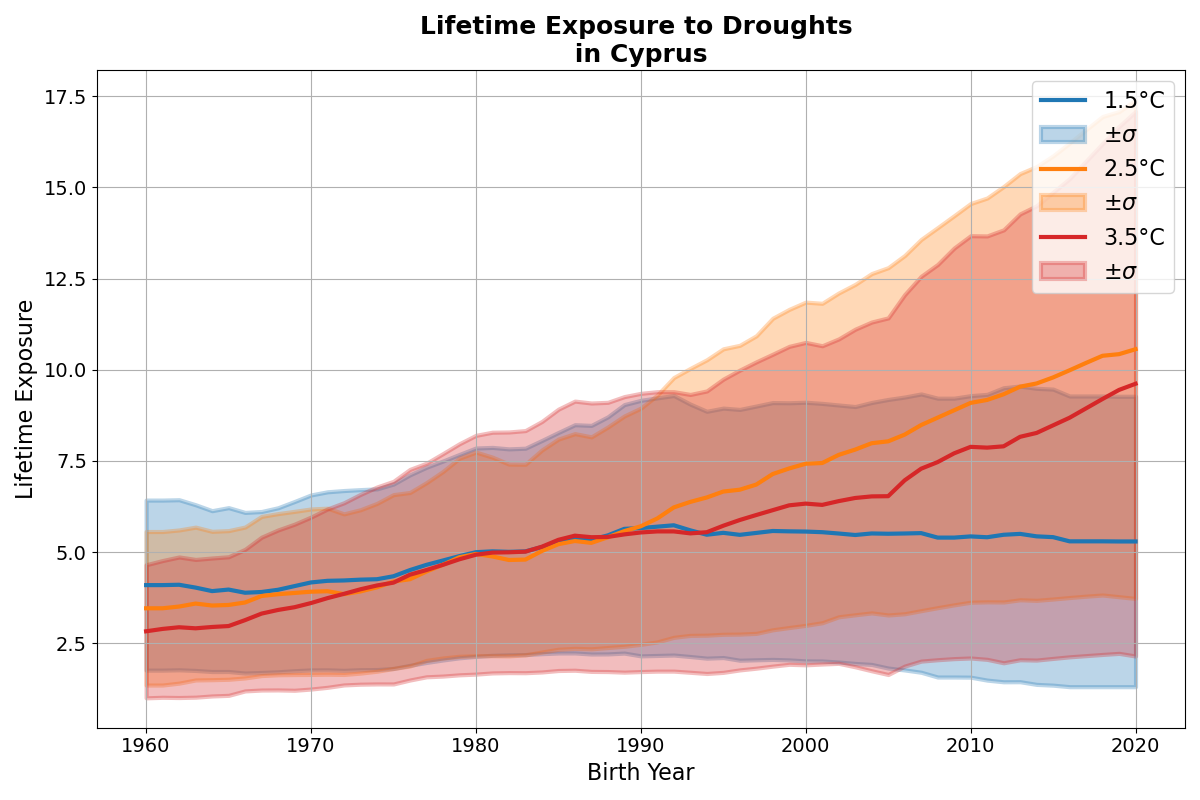 Lifetime Exposure to Droughts
in Cyprus
Lifetime Exposure
17.5
15.0
12.5
10.0
7.5
5.0
2.5
1.5°C
±σ
2.5°C
±σ
3.5°C
±σ
1960
1970
1980
1990
2000
2010
2020
Birth Year